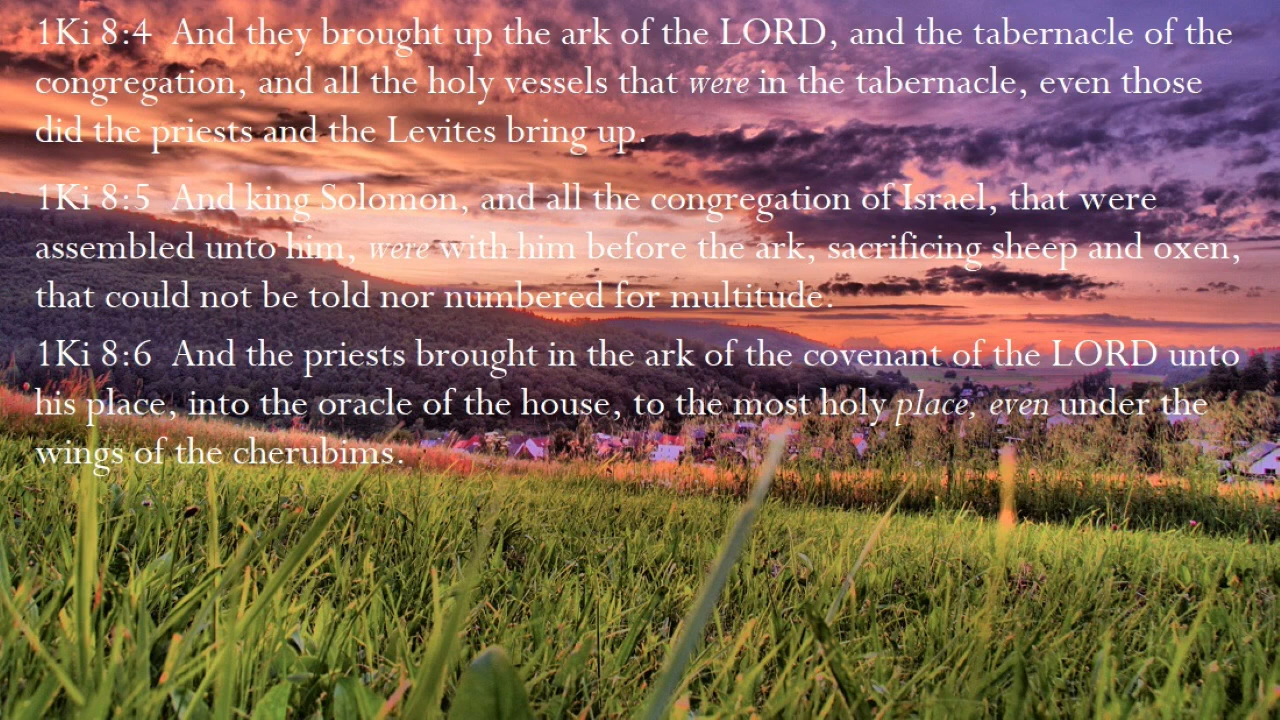 1Ki 8:4 And they brought up the ark of the LORD, and the tabernacle of the
congregation, and all the holy vessels that were in the tabernacle, even those
did the priests and the Levites bring up.
1Ki 8:5 And king Solomon, and all the congregation of Israel, that were
assembled unto him, were with him before the ark, sacrificing sheep and oxen,
that could not be told nor numbered for multitude.
1Ki 8:6 And the priests brought in the ark of the covenant of the LORD unto
his place, into the oracle of the house, to the most holy place, even under the
wings of the cherubims.